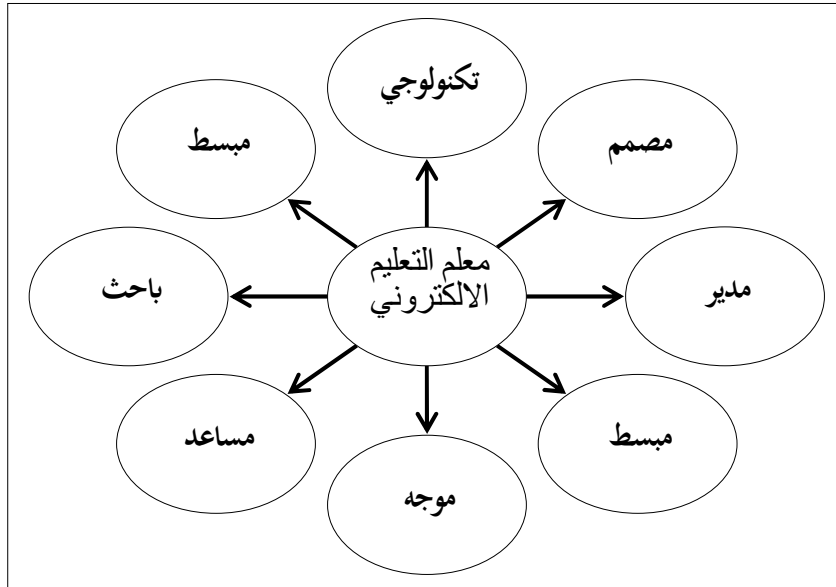 تكنولوجي
مصمم
مبسط
معلم التعليم
الالكتروني
مدير
باحث
مبسط
مساعد
موجه